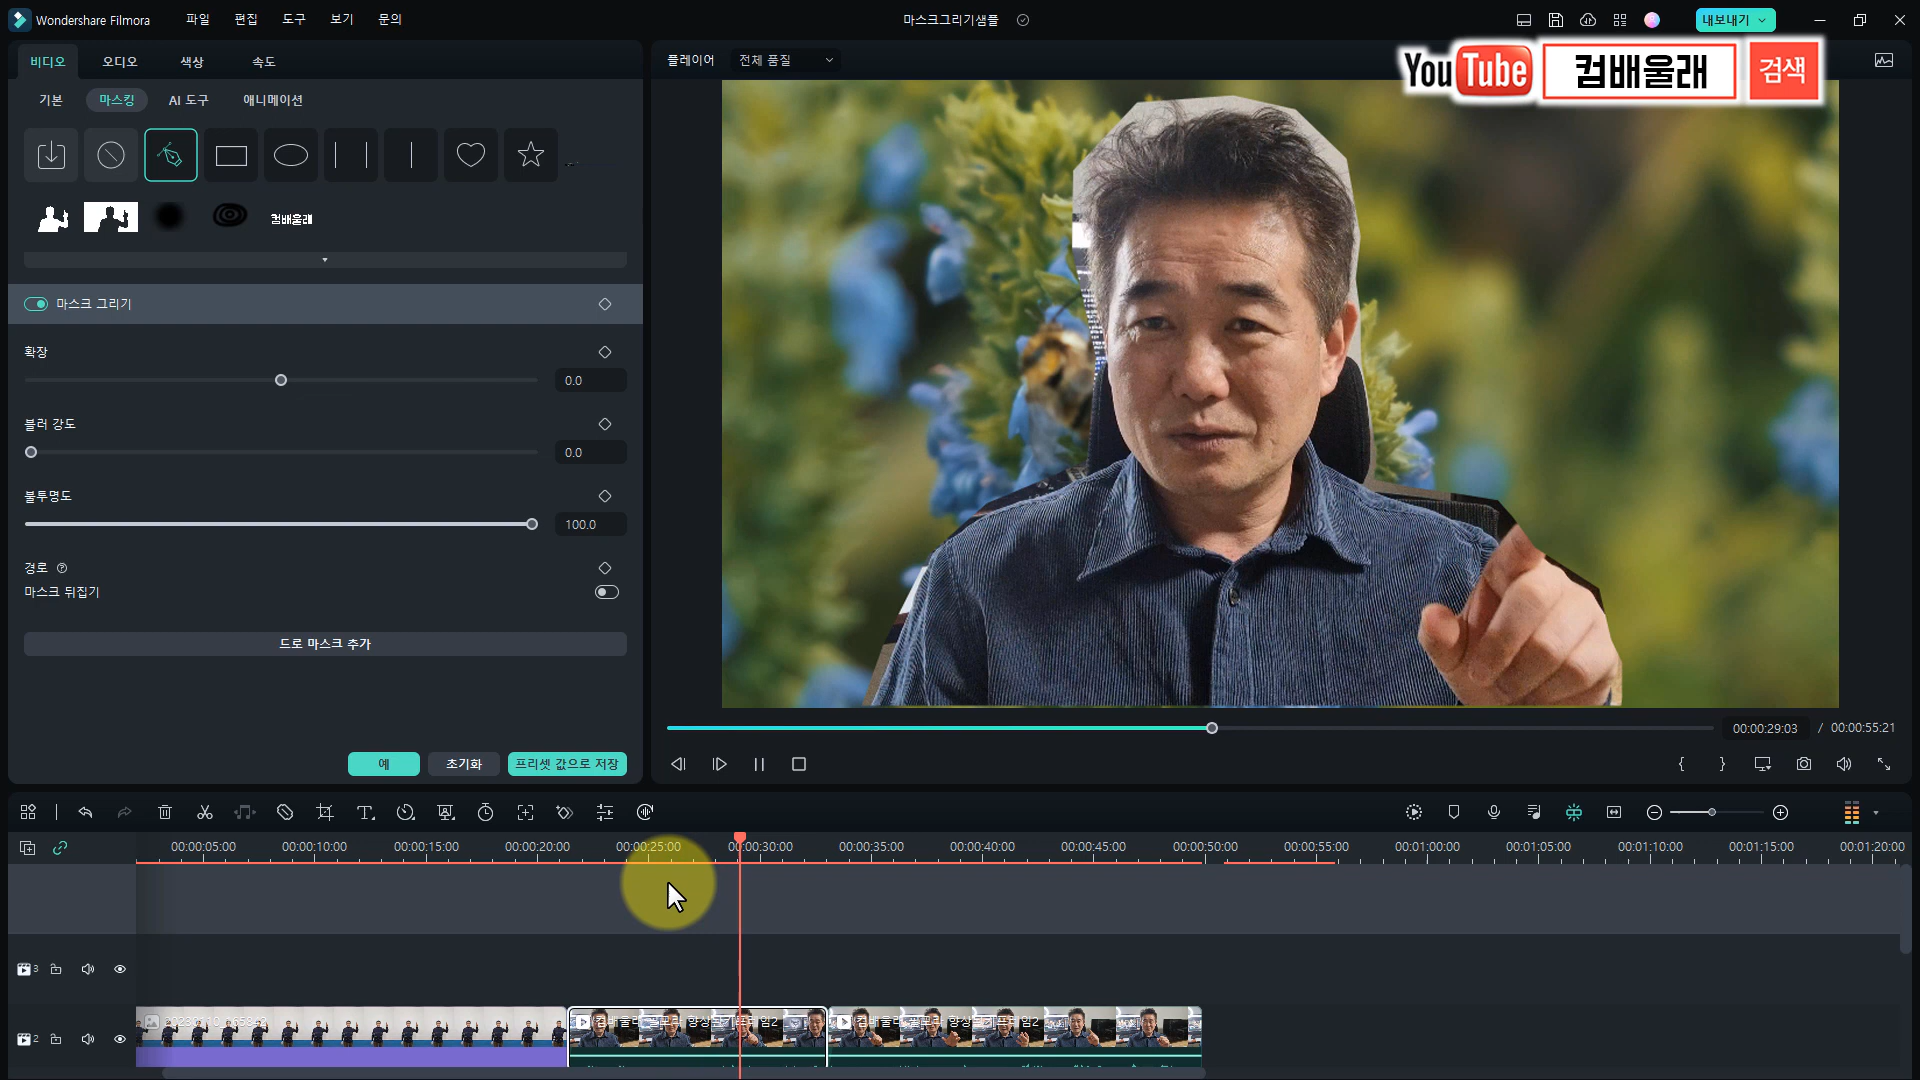 Wondershare Filmora
파일
편집
도구
보기
문의
마스크그리기샘플
내보내기
비디오
오디오
색상
속도
플레이어
전체 품질
YouTube
컴배울래
검색
기본
마스킹
AI 도구
애니메이션
컴배울래
마스크 그리기
확장
0.0
블러 강도
0.0
불투명도
100.0
경로
마스크 뒤집기
드로 마스크 추가
00:00:29:03 / 00:00:55:21
예
초기화
프리셋 값으로 저장
00:00:05:00
00:00:10:00
00:00:15:00
00:00:20:00
00:00:25:00
00:00:30:00
00:00:35:00
00:00:40:00
00:00:45:00
00:00:50:00
00:00:55:00
00:01:00:00
00:01:05:00
00:01:10:00
00:01:15:00
00:01:20:00
3
2